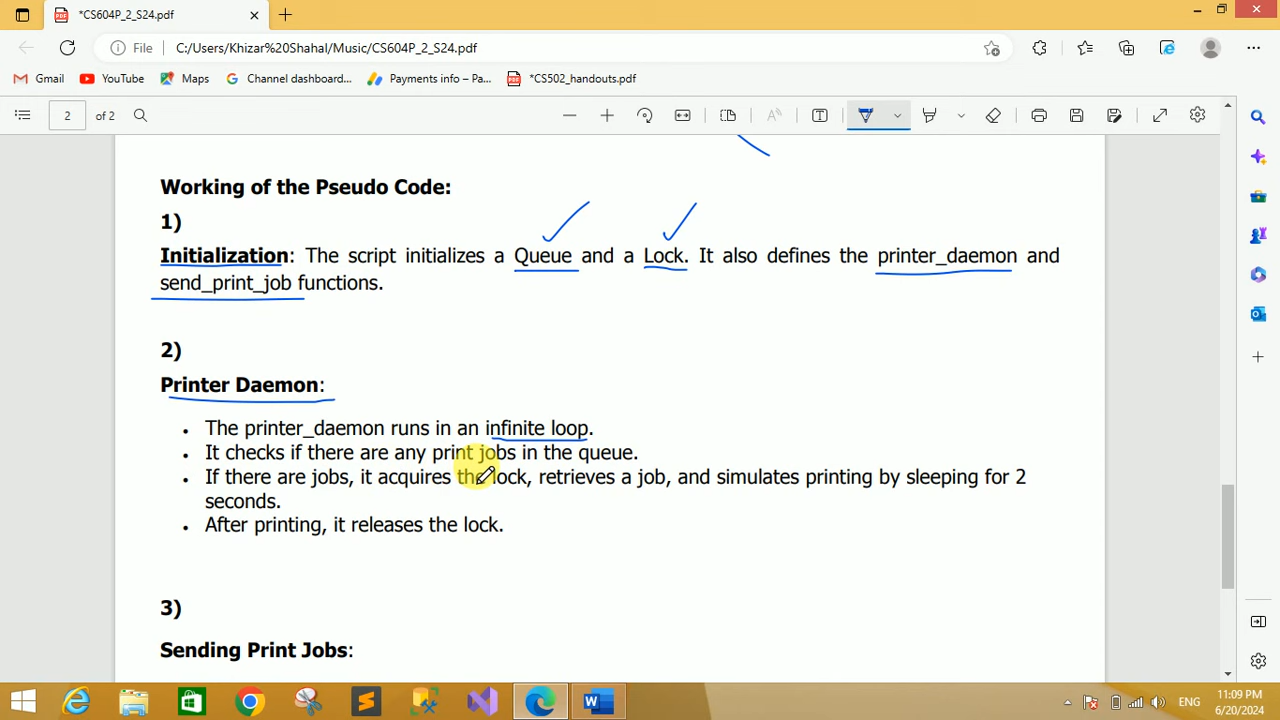 *CS604P_2_S24.pdf
File C:/Users/Khizar%20Shahal/Music/CS604P_2_S24.pdf
Gmail YouTube Maps Channel dashboard... Payments info – Pa... *CS502_handouts.pdf
2 of 2
Working of the Pseudo Code:
1)
Initialization: The script initializes a Queue and a Lock. It also defines the printer_daemon and
send_print_job functions.
2)
Printer Daemon:
• The printer_daemon runs in an infinite loop.
• It checks if there are any print jobs in the queue.
• If there are jobs, it acquires the lock, retrieves a job, and simulates printing by sleeping for 2
seconds.
• After printing, it releases the lock.
3)
Sending Print Jobs:
ENG
11:09 PM
6/20/2024